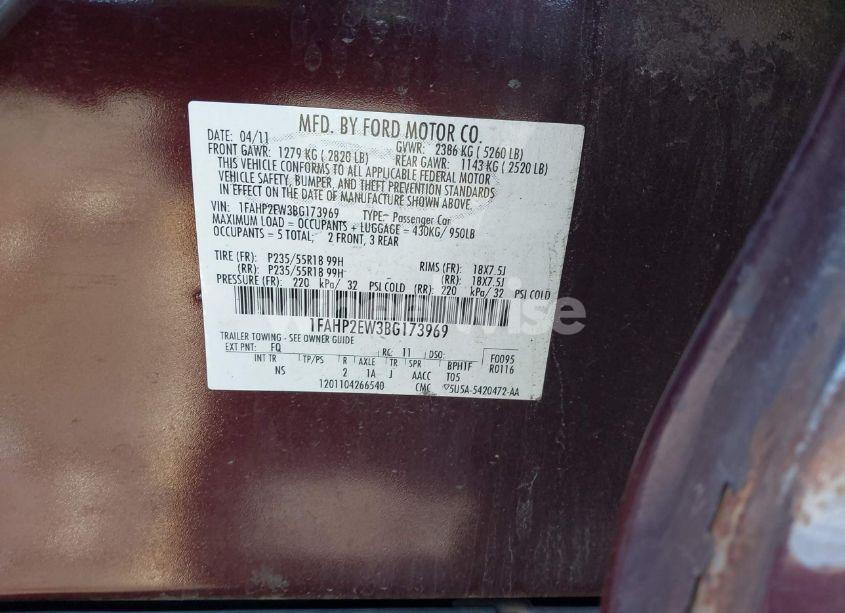 MFD. BY FORD MOTOR CO.
DATE: 04/11 GVWR: 2386 KG ( 5260 LB)
FRONT GAWR: 1279 KG ( 2820 LB) REAR GAWR: 1143 KG ( 2520 LB)
THIS VEHICLE CONFORMS TO ALL APPLICABLE FEDERAL MOTOR
VEHICLE SAFETY, BUMPER, AND THEFT PREVENTION STANDARDS
IN EFFECT ON THE DATE OF MANUFACTURE SHOWN ABOVE.
VIN: 1FAHP2EW3BG173969 TYPE- Passenger Car
MAXIMUM LOAD = OCCUPANTS + LUGGAGE = 430KG/ 950LB
OCCUPANTS = 5 TOTAL; 2 FRONT, 3 REAR
TIRE (FR): P235/55R18 99H RIMS (FR): 18X7.5J
(RR): P235/55R18 99H (RR): 18X7.5J
PRESSURE (FR): 220 kPa/ 32 PSI COLD (RR): 220 kPa/ 32 PSI COLD
1FAHP2EW3BG173969
TRAILER TOWING - SEE OWNER GUIDE
EXT PNT: FQ RC: 11 DSO: F0095
INT TR TP/PS R AXLE TR SPR BPHTF R0116
NS 2 1A J AACC T05
1201104266540 CMC ♡5U5A-5420472-AA